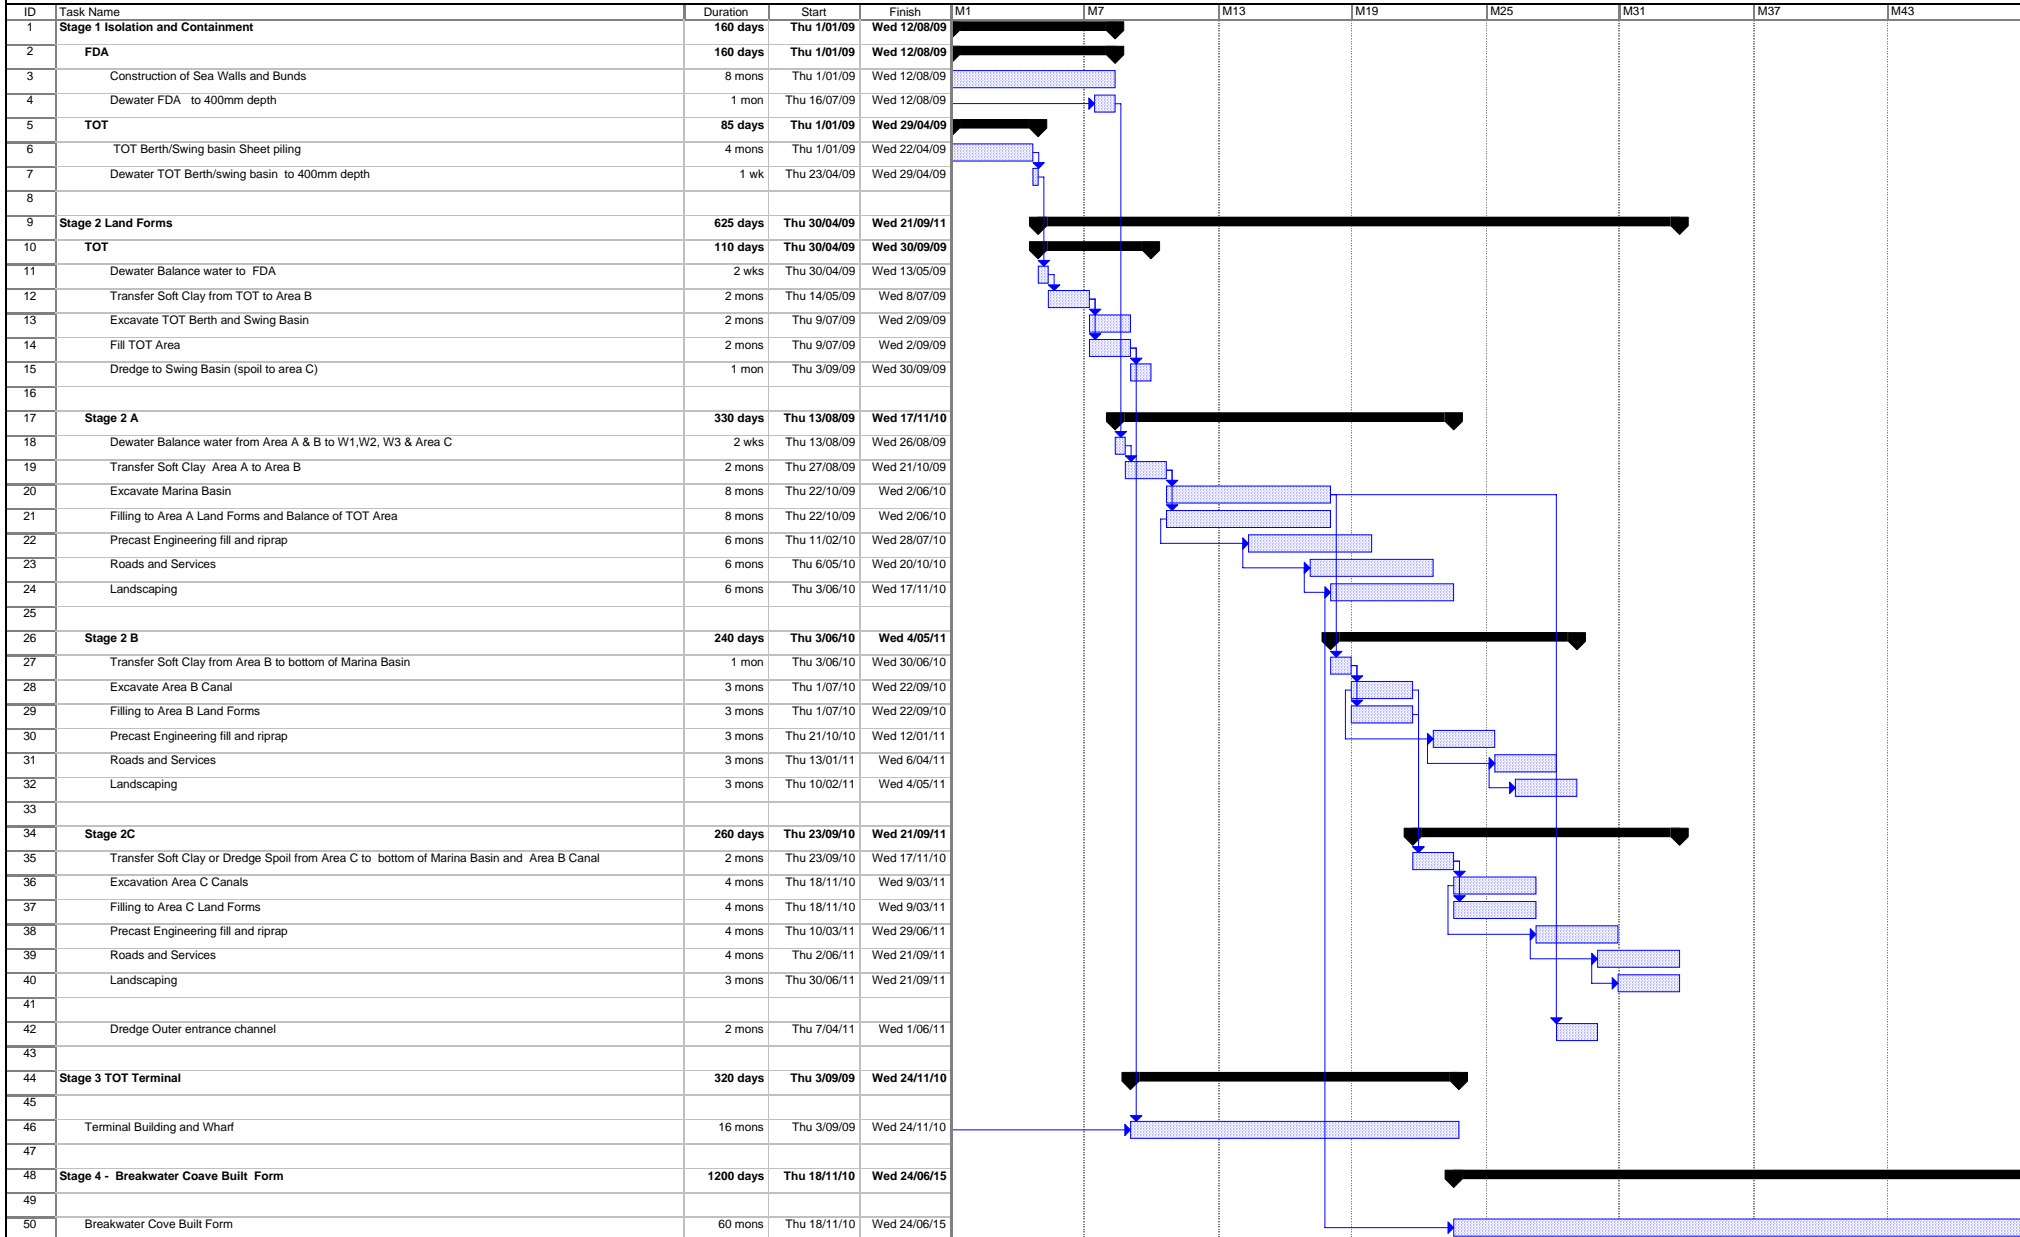 ID Task Name Duration Start Finish M1 M7 M13 M19 M25 M31 M37 M43
1 Stage 1 Isolation and Containment 160 days Thu 1/01/09 Wed 12/08/09
2 FDA 160 days Thu 1/01/09 Wed 12/08/09
3 Construction of Sea Walls and Bunds 8 mons Thu 1/01/09 Wed 12/08/09
4 Dewater FDA to 400mm depth 1 mon Thu 16/07/09 Wed 12/08/09
5 TOT 85 days Thu 1/01/09 Wed 29/04/09
6 TOT Berth/Swing basin Sheet piling 4 mons Thu 1/01/09 Wed 22/04/09
7 Dewater TOT Berth/swing basin to 400mm depth 1 wk Thu 23/04/09 Wed 29/04/09
8
9 Stage 2 Land Forms 625 days Thu 30/04/09 Wed 21/09/11
10 TOT 110 days Thu 30/04/09 Wed 30/09/09
11 Dewater Balance water to FDA 2 wks Thu 30/04/09 Wed 13/05/09
12 Transfer Soft Clay from TOT to Area B 2 mons Thu 14/05/09 Wed 8/07/09
13 Excavate TOT Berth and Swing Basin 2 mons Thu 9/07/09 Wed 2/09/09
14 Fill TOT Area 2 mons Thu 9/07/09 Wed 2/09/09
15 Dredge to Swing Basin (spoil to area C) 1 mon Thu 3/09/09 Wed 30/09/09
16
17 Stage 2 A 330 days Thu 13/08/09 Wed 17/11/10
18 Dewater Balance water from Area A & B to W1,W2, W3 & Area C 2 wks Thu 13/08/09 Wed 26/08/09
19 Transfer Soft Clay Area A to Area B 2 mons Thu 27/08/09 Wed 21/10/09
20 Excavate Marina Basin 8 mons Thu 22/10/09 Wed 2/06/10
21 Filling to Area A Land Forms and Balance of TOT Area 8 mons Thu 22/10/09 Wed 2/06/10
22 Precast Engineering fill and riprap 6 mons Thu 11/02/10 Wed 28/07/10
23 Roads and Services 6 mons Thu 6/05/10 Wed 20/10/10
24 Landscaping 6 mons Thu 3/06/10 Wed 17/11/10
25
26 Stage 2 B 240 days Thu 3/06/10 Wed 4/05/11
27 Transfer Soft Clay from Area B to bottom of Marina Basin 1 mon Thu 3/06/10 Wed 30/06/10
28 Excavate Area B Canal 3 mons Thu 1/07/10 Wed 22/09/10
29 Filling to Area B Land Forms 3 mons Thu 1/07/10 Wed 22/09/10
30 Precast Engineering fill and riprap 3 mons Thu 21/10/10 Wed 12/01/11
31 Roads and Services 3 mons Thu 13/01/11 Wed 6/04/11
32 Landscaping 3 mons Thu 10/02/11 Wed 4/05/11
33
34 Stage 2C 260 days Thu 23/09/10 Wed 21/09/11
35 Transfer Soft Clay or Dredge Spoil from Area C to bottom of Marina Basin and Area B Canal 2 mons Thu 23/09/10 Wed 17/11/10
36 Excavation Area C Canals 4 mons Thu 18/11/10 Wed 9/03/11
37 Filling to Area C Land Forms 4 mons Thu 18/11/10 Wed 9/03/11
38 Precast Engineering fill and riprap 4 mons Thu 10/03/11 Wed 29/06/11
39 Roads and Services 4 mons Thu 2/06/11 Wed 21/09/11
40 Landscaping 3 mons Thu 30/06/11 Wed 21/09/11
41
42 Dredge Outer entrance channel 2 mons Thu 7/04/11 Wed 1/06/11
43
44 Stage 3 TOT Terminal 320 days Thu 3/09/09 Wed 24/11/10
45
46 Terminal Building and Wharf 16 mons Thu 3/09/09 Wed 24/11/10
47
48 Stage 4 - Breakwater Coave Built Form 1200 days Thu 18/11/10 Wed 24/06/15
49
50 Breakwater Cove Built Form 60 mons Thu 18/11/10 Wed 24/06/15